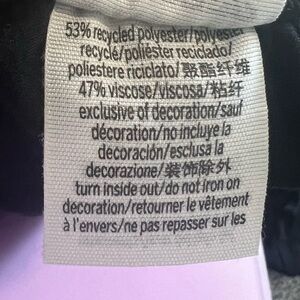 53% recycled polyester/polyester
recyclé/poliéster reciclado/
poliestere riciclato/聚酯纤维
47% viscose/viscosa/粘纤
exclusive of decoration/sauf
décoration/no incluye la
decoración/esclusa la
decorazione/装饰除外
turn inside out/do not iron on
decoration/retourner le vêtement
à l'envers/ne pas repasser sur les